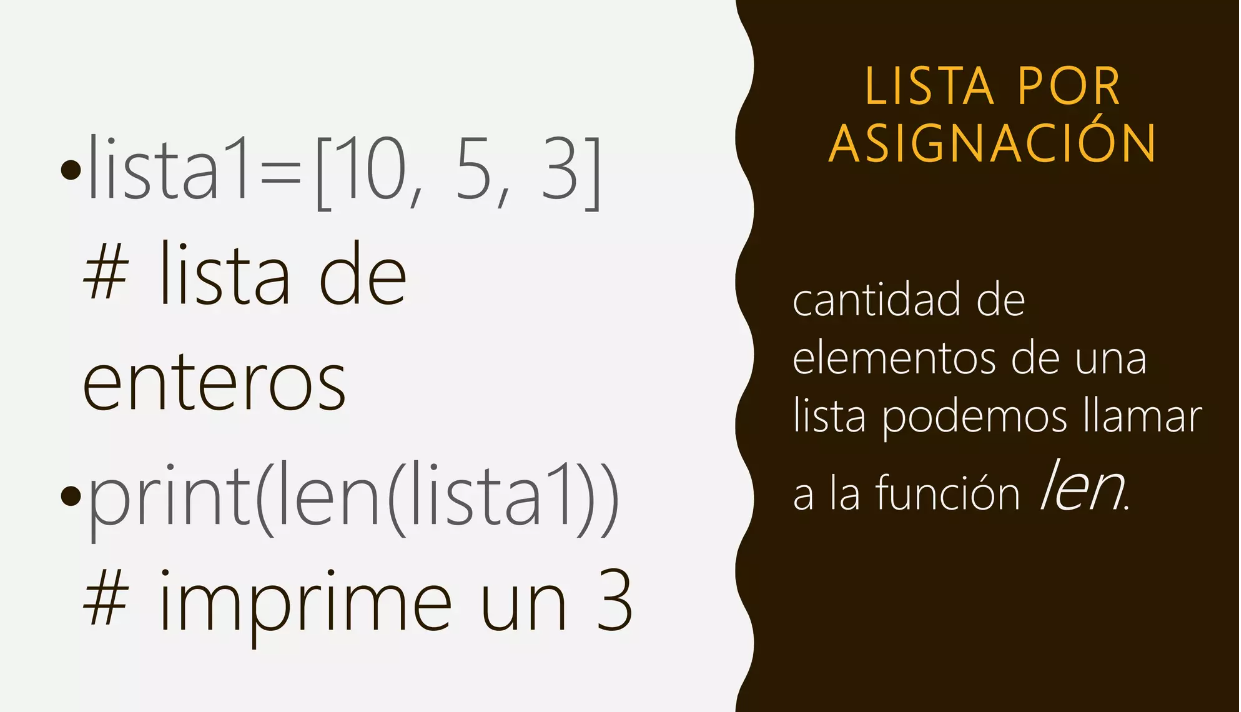 •lista1=[10, 5, 3]
# lista de
enteros
•print(len(lista1))
# imprime un 3
LISTA POR
ASIGNACIÓN
cantidad de
elementos de una
lista podemos llamar
a la función len.